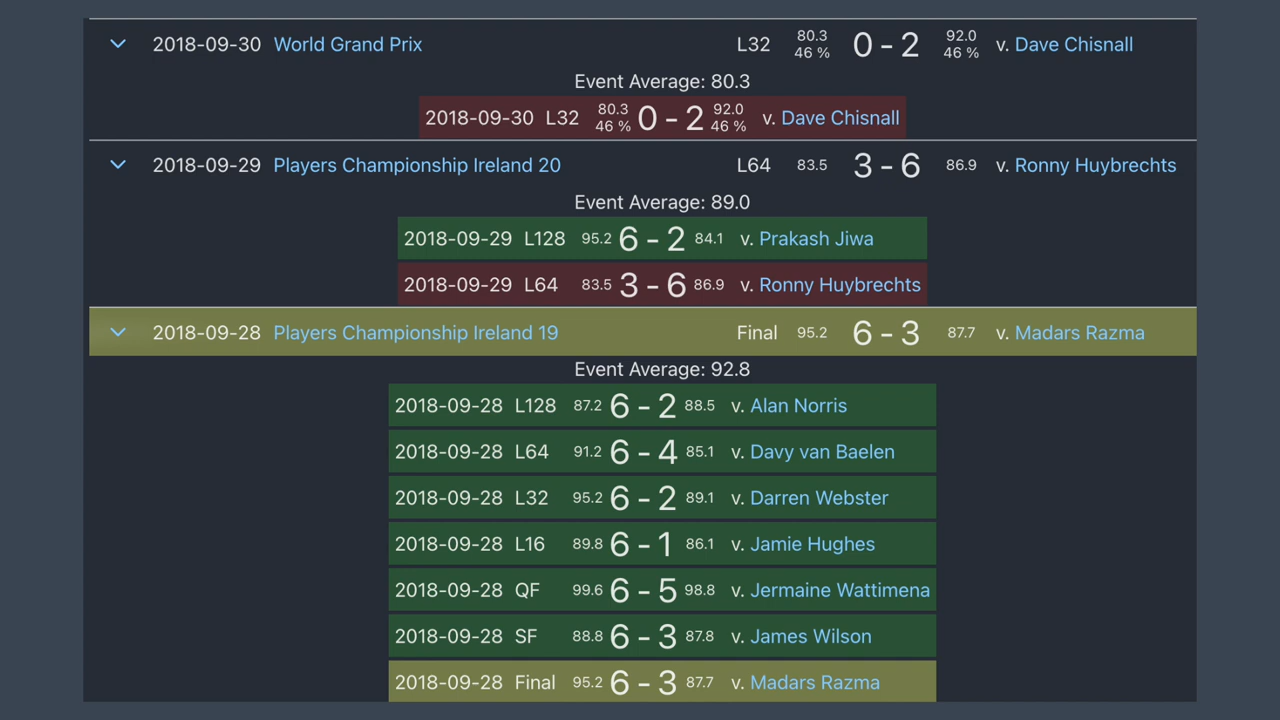 2018-09-30 World Grand Prix L32 80.3 46 % 0 - 2 92.0 46 % v. Dave Chisnall
Event Average: 80.3
2018-09-30 L32 80.3 46 % 0 - 2 92.0 46 % v. Dave Chisnall
2018-09-29 Players Championship Ireland 20 L64 83.5 3 - 6 86.9 v. Ronny Huybrechts
Event Average: 89.0
2018-09-29 L128 95.2 6 - 2 84.1 v. Prakash Jiwa
2018-09-29 L64 83.5 3 - 6 86.9 v. Ronny Huybrechts
2018-09-28 Players Championship Ireland 19 Final 95.2 6 - 3 87.7 v. Madars Razma
Event Average: 92.8
2018-09-28 L128 87.2 6 - 2 88.5 v. Alan Norris
2018-09-28 L64 91.2 6 - 4 85.1 v. Davy van Baelen
2018-09-28 L32 95.2 6 - 2 89.1 v. Darren Webster
2018-09-28 L16 89.8 6 - 1 86.1 v. Jamie Hughes
2018-09-28 QF 99.6 6 - 5 98.8 v. Jermaine Wattimena
2018-09-28 SF 88.8 6 - 3 87.8 v. James Wilson
2018-09-28 Final 95.2 6 - 3 87.7 v. Madars Razma